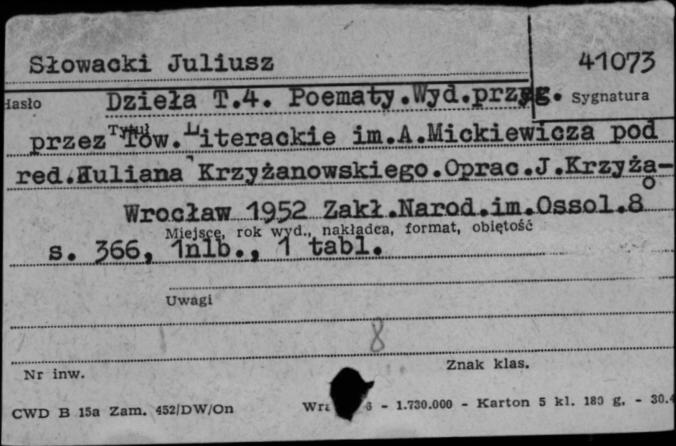 Słowacki Juliusz 41073
Hasło Dzieła T.4. Poematy.Wyd.przyg. Sygnatura
Tytuł
przez Tow.Literackie im.A.Mickiewicza pod
red.Juliana Krzyżanowskiego.Oprac.J.Krzyża-
Wrocław 1952 Zakł.Narod.im.Ossol.8o
Miejsce, rok wyd., nakładca, format, obiętość
s. 366, 1nlb., 1 tabl.
Uwagi
8
Nr inw. Znak klas.
CWD B 15a Zam. 452/DW/On - 1.730.000 - Karton 5 kl. 180 g. - 30.4